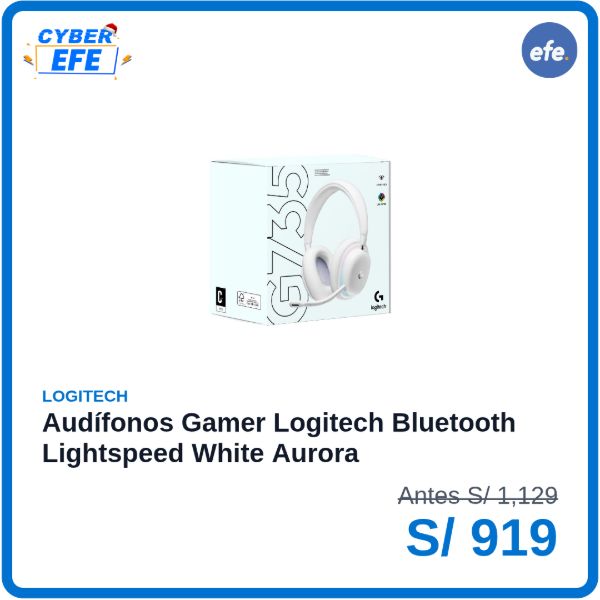 CYBER
EFE
efe.
G735
C
G
logitech
LOGITECH
Audífonos Gamer Logitech Bluetooth
Lightspeed White Aurora
Antes S/ 1,129
S/ 919